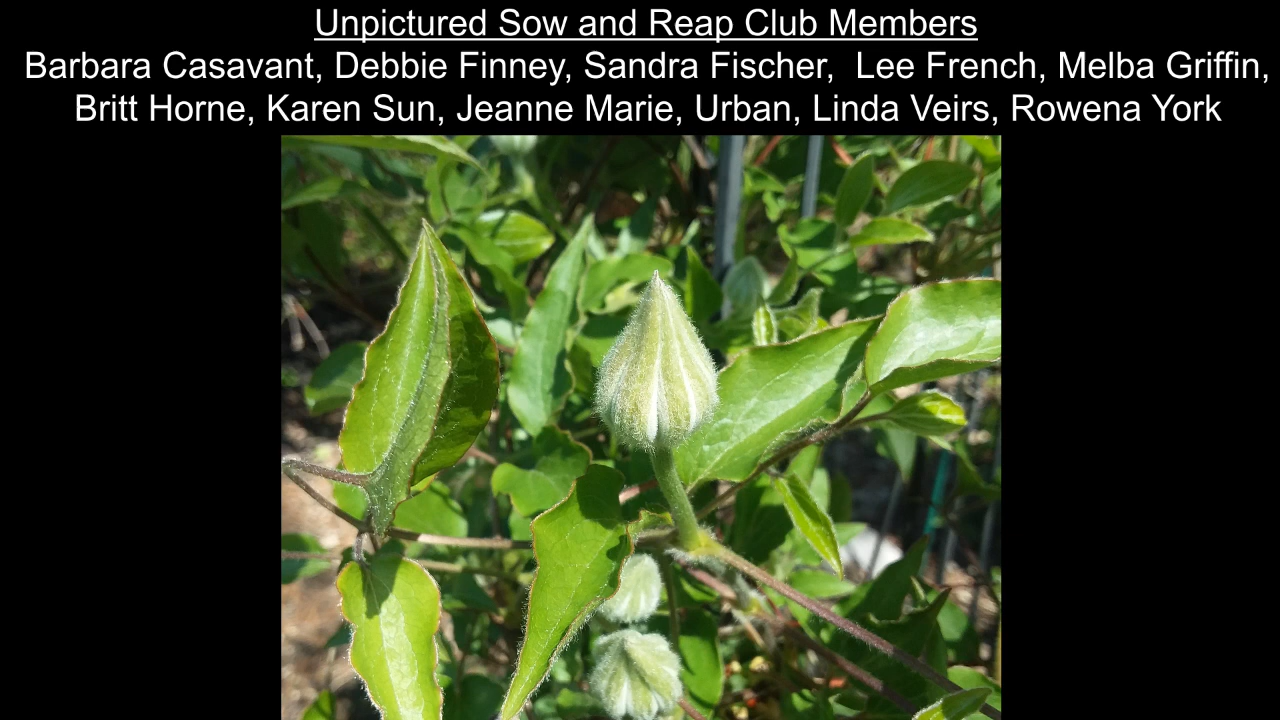 Unpictured Sow and Reap Club Members
Barbara Casavant, Debbie Finney, Sandra Fischer,  Lee French, Melba Griffin,
Britt Horne, Karen Sun, Jeanne Marie, Urban, Linda Veirs, Rowena York